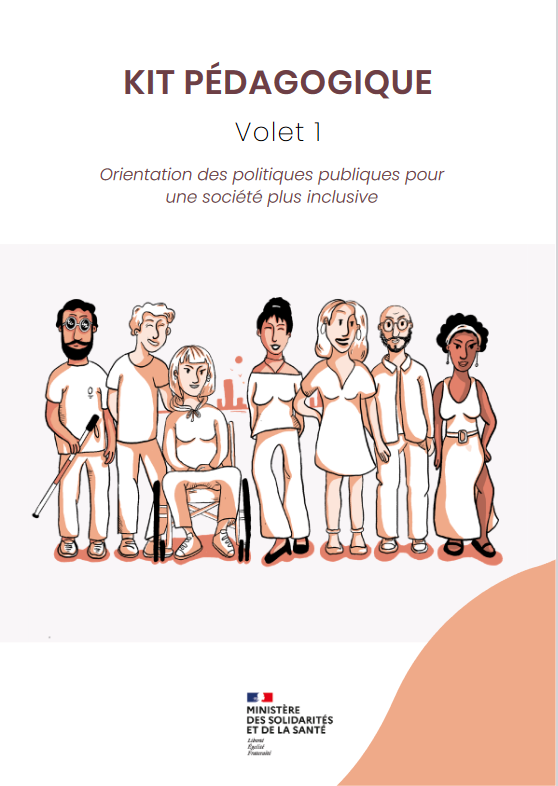 KIT PÉDAGOGIQUE
Volet 1
Orientation des politiques publiques pour
une société plus inclusive
MINISTÈRE
DES SOLIDARITÉS
ET DE LA SANTÉ
Liberté
Égalité
Fraternité